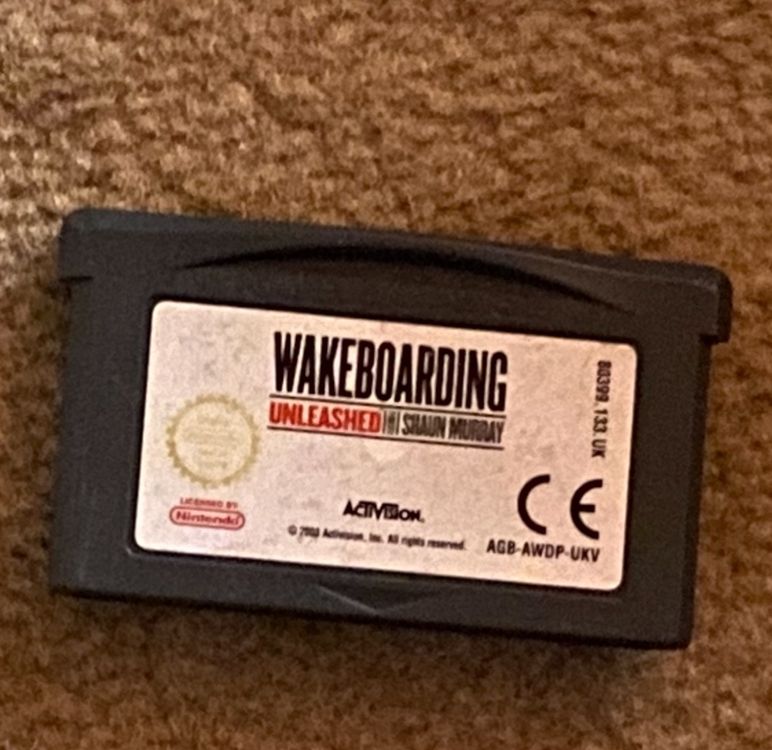 WAKEBOARDING
UNLEASHED SHAUN MURRAY
80399.133.UK
LICENSED BY
Nintendo
ACTIVISION.
© 2003 Activision, Inc. All rights reserved.
AGB-AWDP-UKV
CE